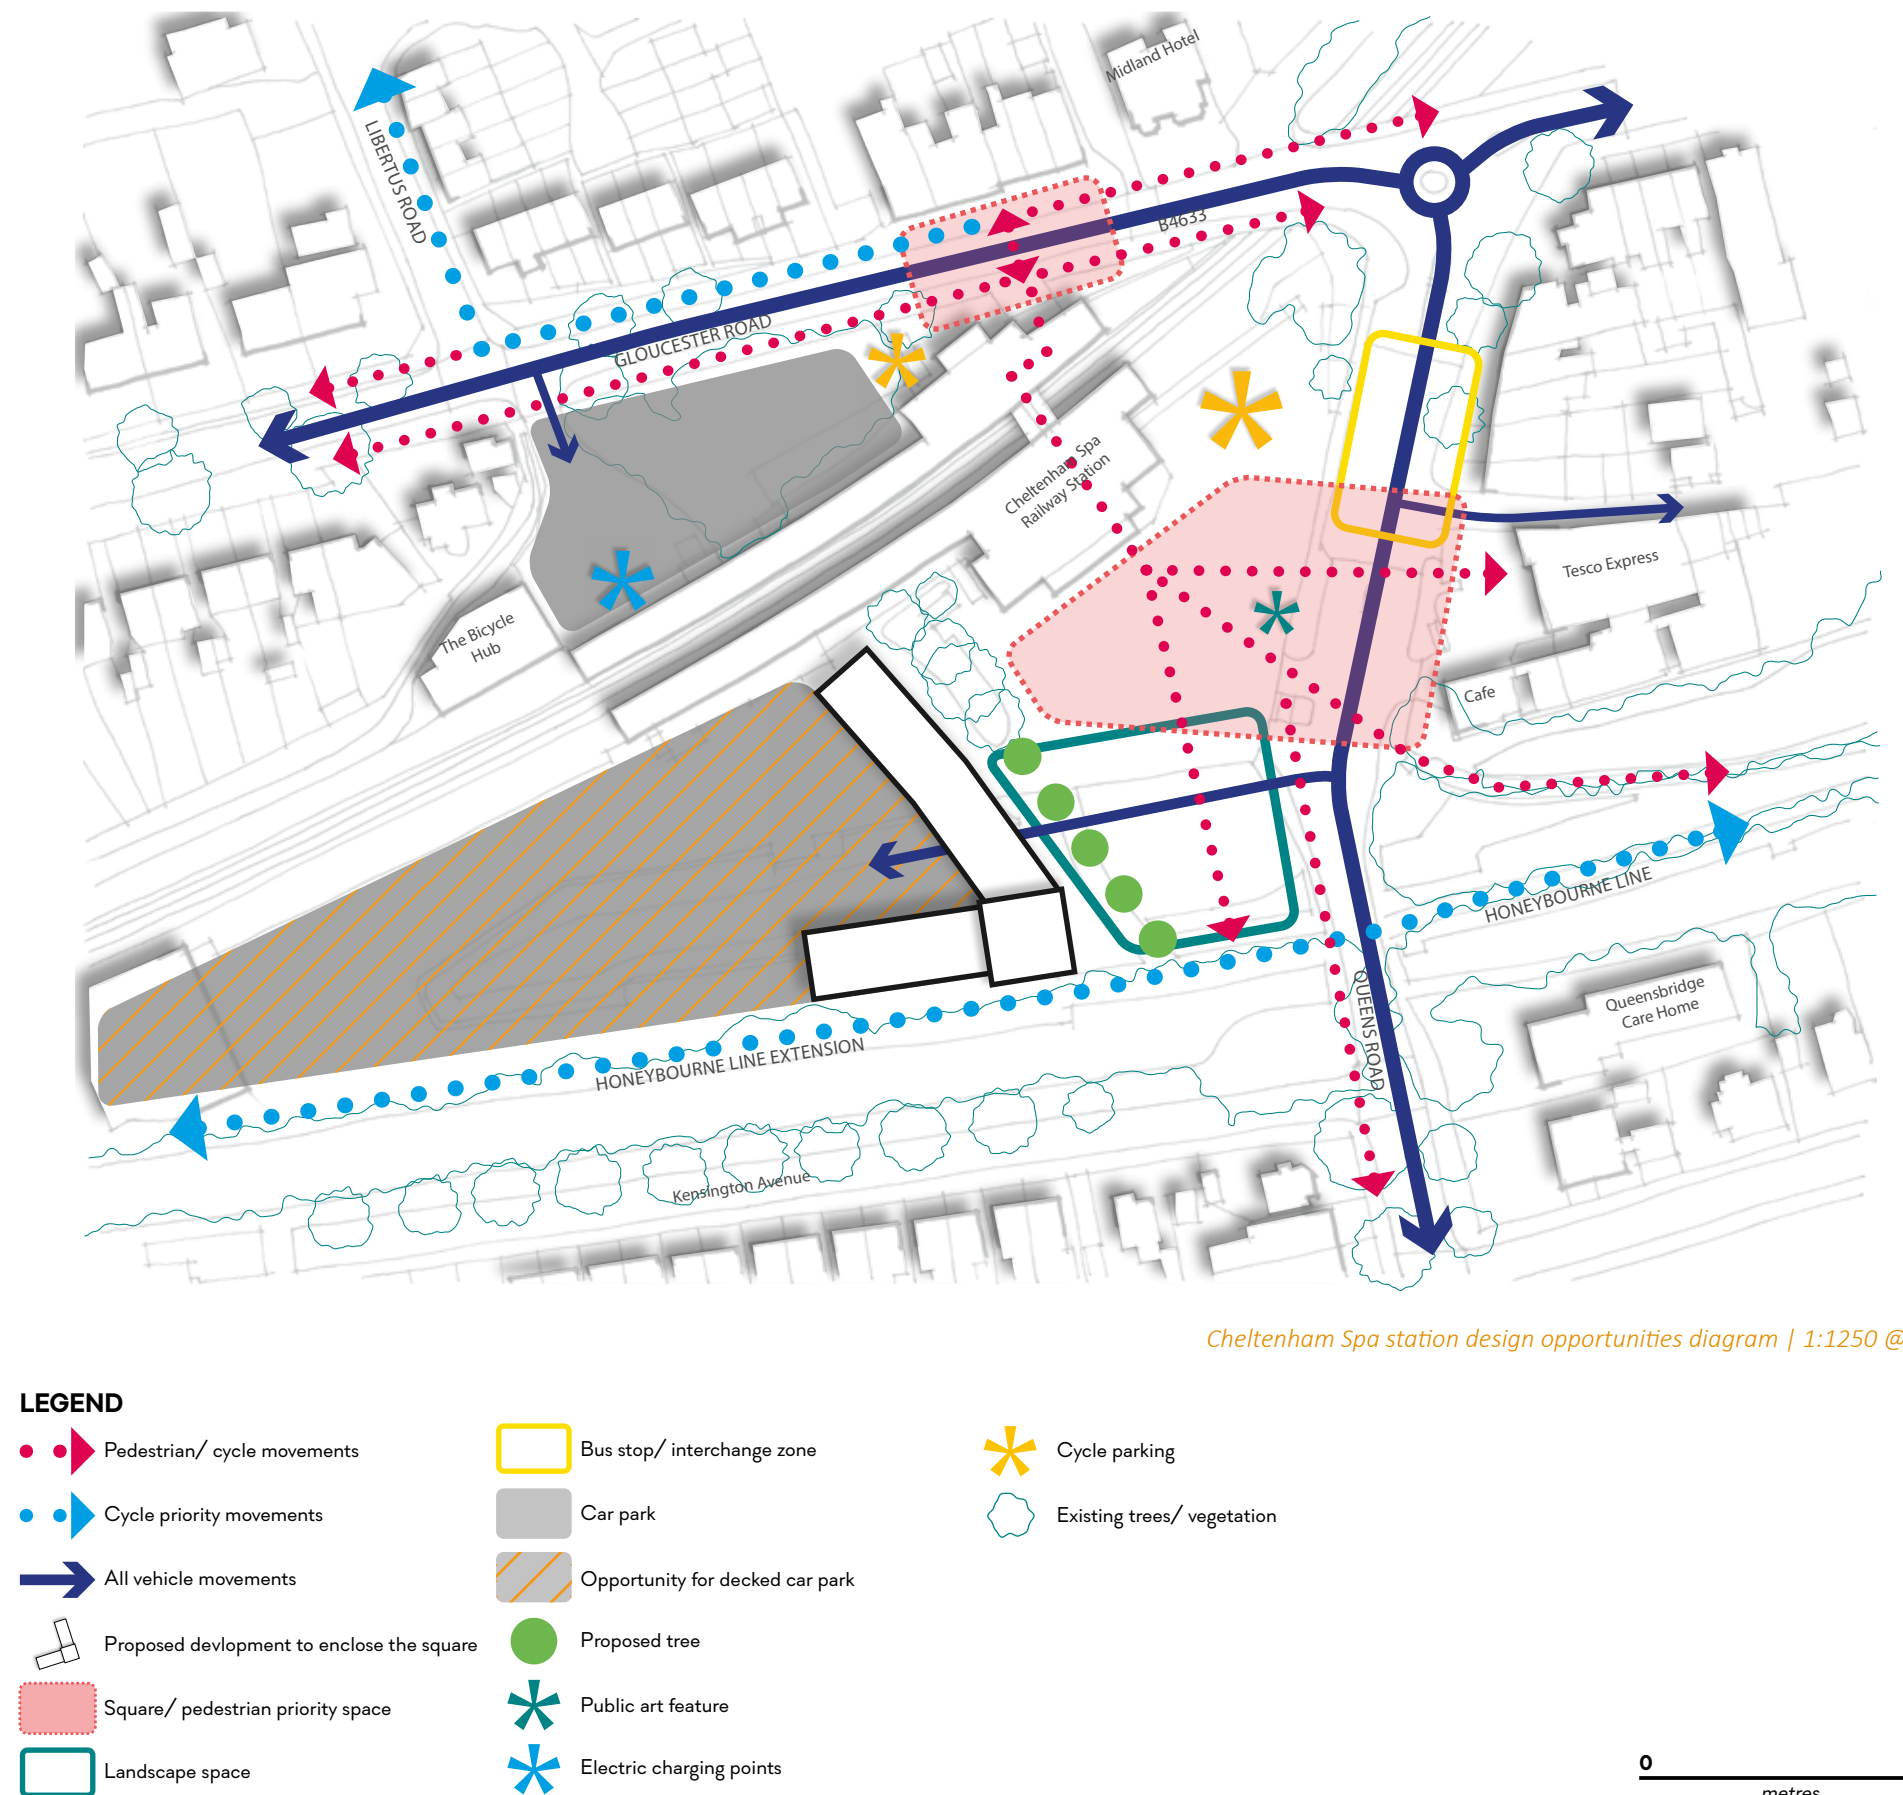 Midland Hotel
LIBERTUS ROAD
B4633
GLOUCESTER ROAD
Cheltenham Spa
Railway Station
Tesco Express
The Bicycle
Hub
Cafe
HONEYBOURNE LINE
QUEENS ROAD
Queensbridge
Care Home
HONEYBOURNE LINE EXTENSION
Kensington Avenue
Cheltenham Spa station design opportunities diagram | 1:1250 @
LEGEND
Pedestrian/ cycle movements
Cycle priority movements
All vehicle movements
Proposed devlopment to enclose the square
Square/ pedestrian priority space
Landscape space
Bus stop/ interchange zone
Car park
Opportunity for decked car park
Proposed tree
Public art feature
Electric charging points
Cycle parking
Existing trees/ vegetation
0
metres